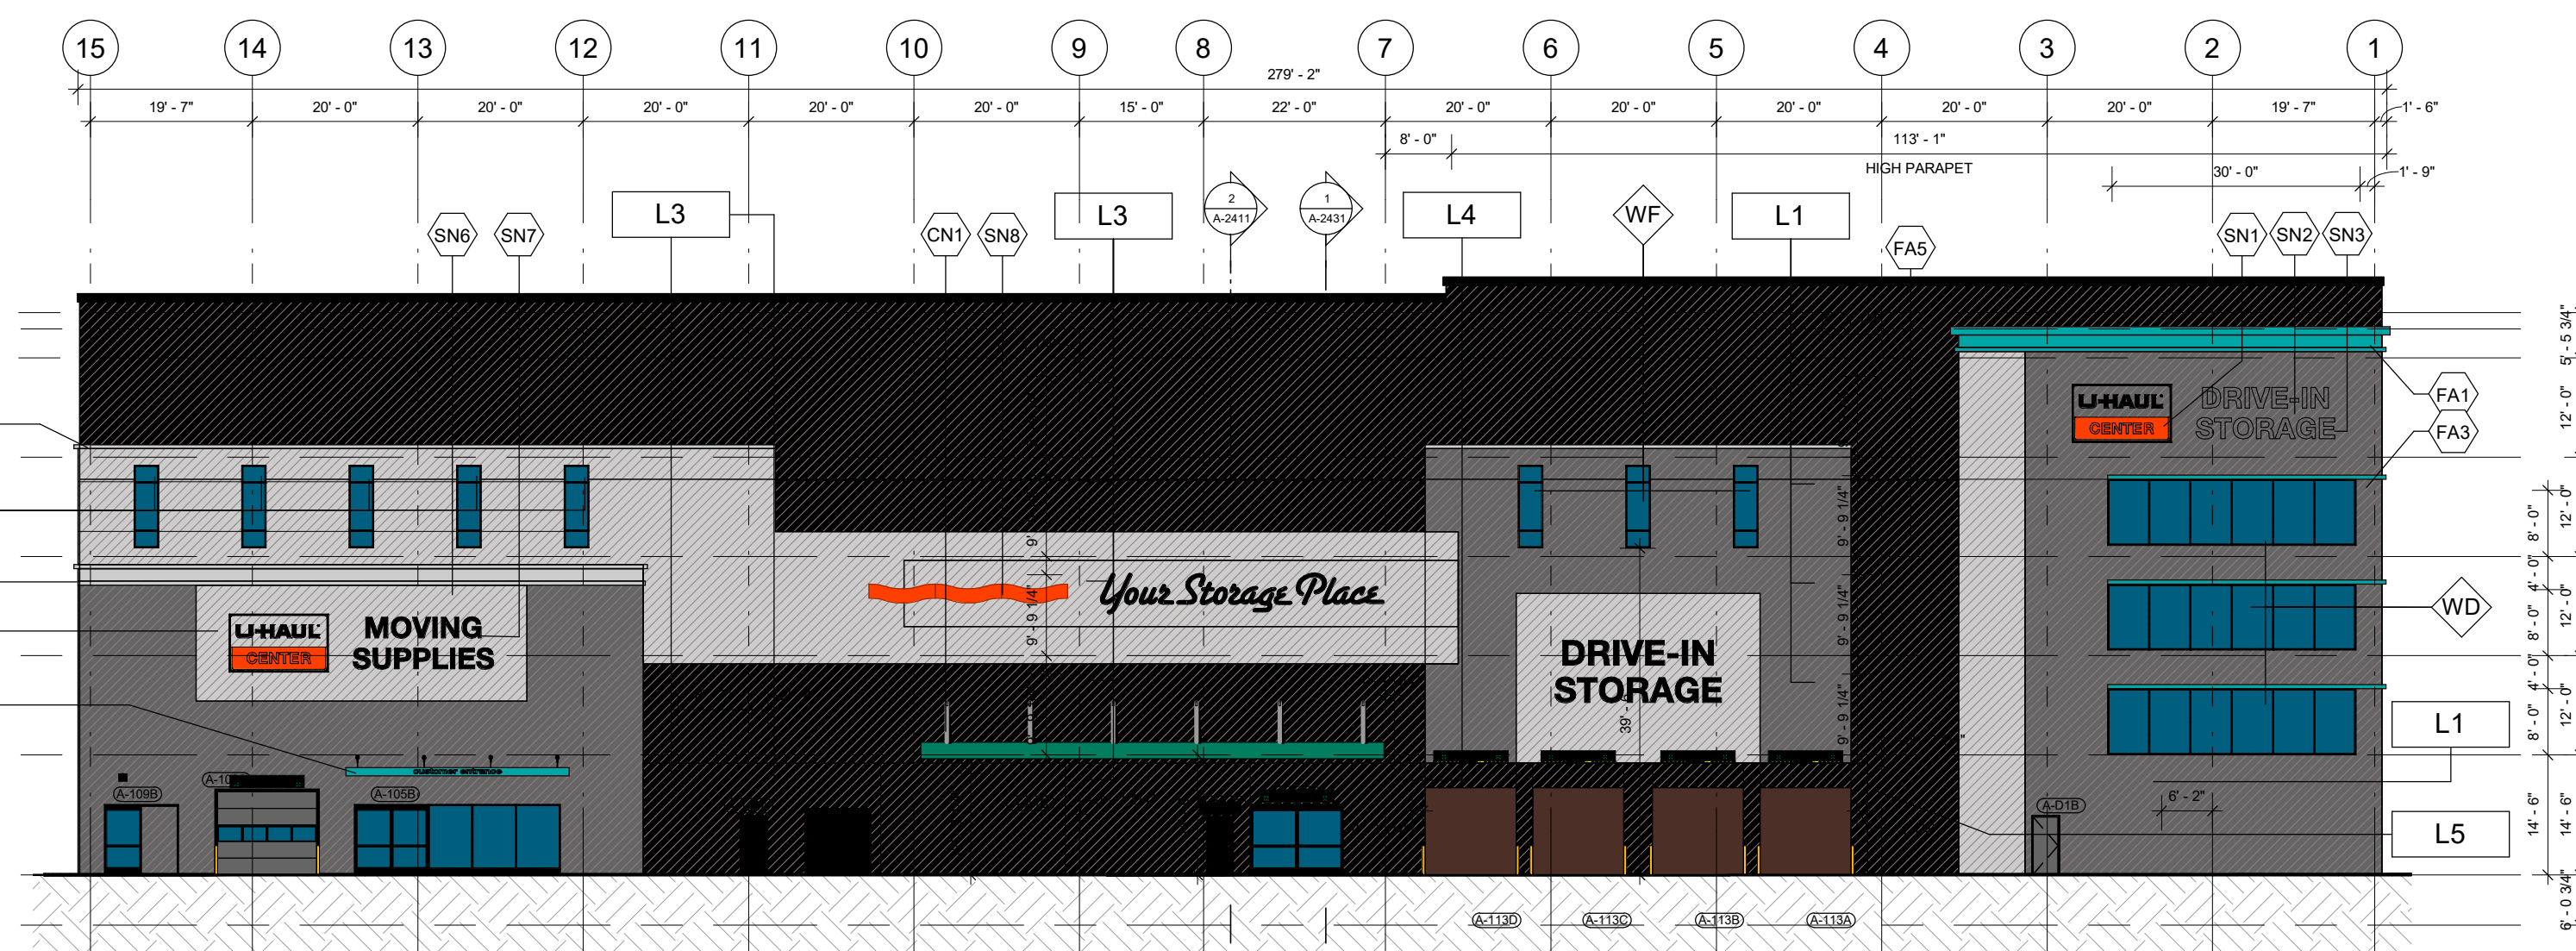 15 14 13 12 11 10 9 8 7 6 5 4 3 2 1
279' - 2"
19' - 7" 20' - 0" 20' - 0" 20' - 0" 20' - 0" 20' - 0" 15' - 0" 22' - 0" 20' - 0" 20' - 0" 20' - 0" 20' - 0" 20' - 0" 19' - 7" 1' - 6"
8' - 0" 113' - 1"
HIGH PARAPET
30' - 0" 1' - 9"
SN6 SN7 L3 CN1 SN8 L3
2
A-2411
1
A-2431
L4 WF L1 FA5 SN1 SN2 SN3
5' - 5 3/4"
12' - 0"
FA1
FA3
U-HAUL
CENTER
DRIVE-IN
STORAGE
9' - 9 1/4"
8' - 0"
12' - 0"
4' - 0"
U-HAUL
CENTER
MOVING
SUPPLIES
9' - 9 1/4"
Your Storage Place
9' - 9 1/4"
DRIVE-IN
STORAGE
WD
8' - 0"
12' - 0"
4' - 0"
9' - 9 1/4"
8' - 0"
12' - 0"
L1
customer entrance
A-109B
A-105B
A-D1B
6' - 2"
14' - 6"
14' - 6"
L5
A-113D A-113C A-113B A-113A
6' - 0 3/4"